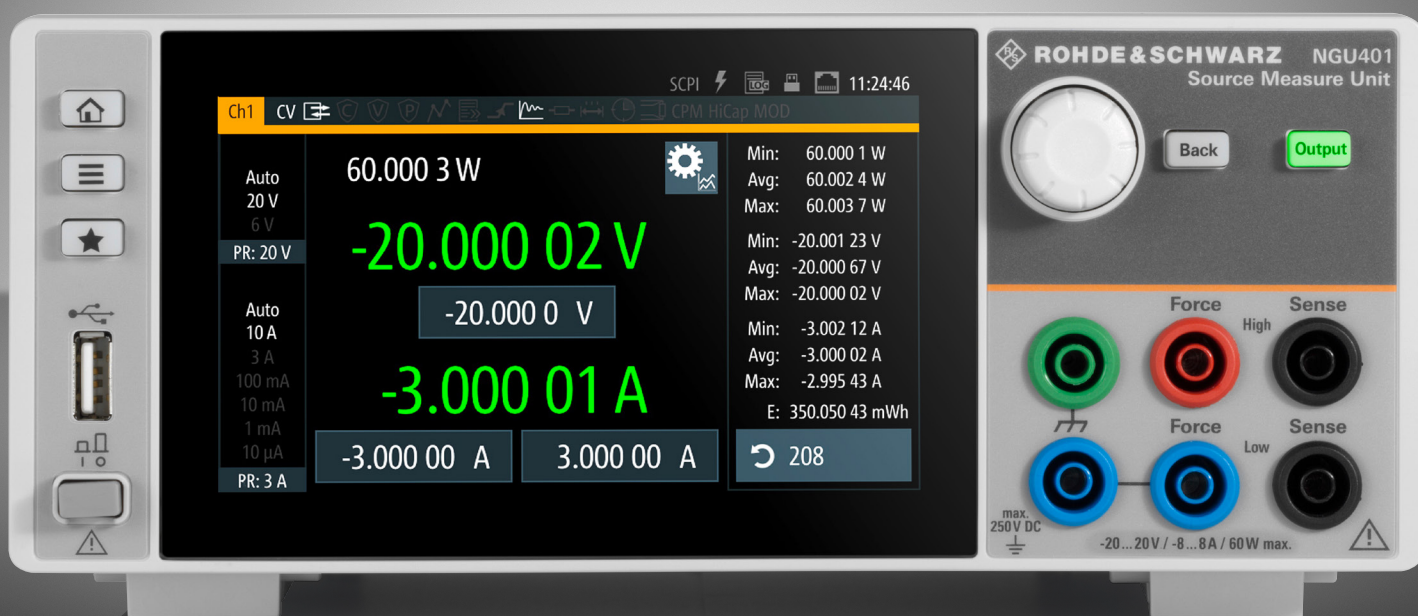 SCPI LOG 11:24:46
Ch1 CV C V P CPM HiCap MOD
Auto
20 V
6 V
PR: 20 V
Auto
10 A
3 A
100 mA
10 mA
1 mA
10 µA
PR: 3 A
60.000 3 W
-20.000 02 V
-20.000 0 V
-3.000 01 A
-3.000 00 A
3.000 00 A
Min: 60.000 1 W
Avg: 60.002 4 W
Max: 60.003 7 W
Min: -20.001 23 V
Avg: -20.000 67 V
Max: -20.000 02 V
Min: -3.002 12 A
Avg: -3.000 02 A
Max: -2.995 43 A
E: 350.050 43 mWh
208
R S ROHDE&SCHWARZ NGU401
Source Measure Unit
Back
Output
Force Sense
High
Force Sense
Low
max.
250 V DC
-20...20 V / -8...8 A / 60 W max.